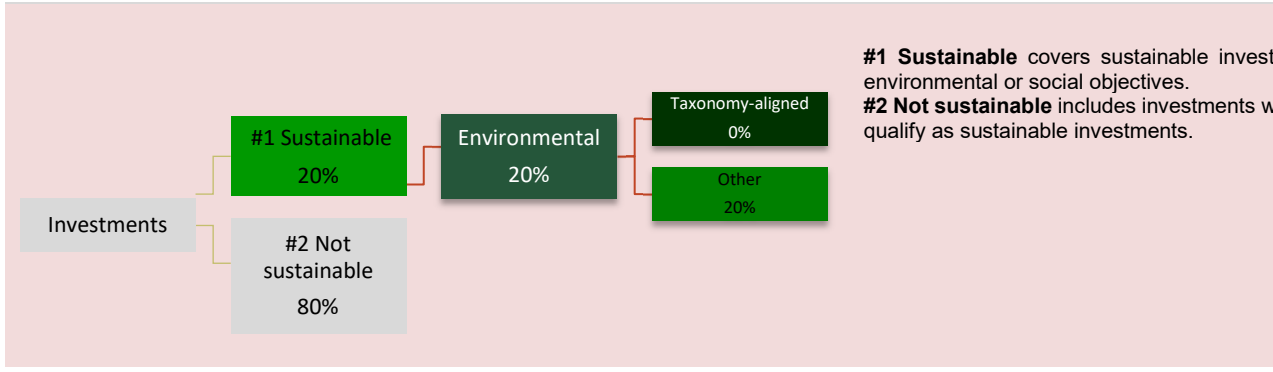 #1 Sustainable covers sustainable invest
environmental or social objectives.
#2 Not sustainable includes investments w
qualify as sustainable investments.
Taxonomy-aligned
0%
#1 Sustainable
20%
Environmental
20%
Other
20%
Investments
#2 Not
sustainable
80%